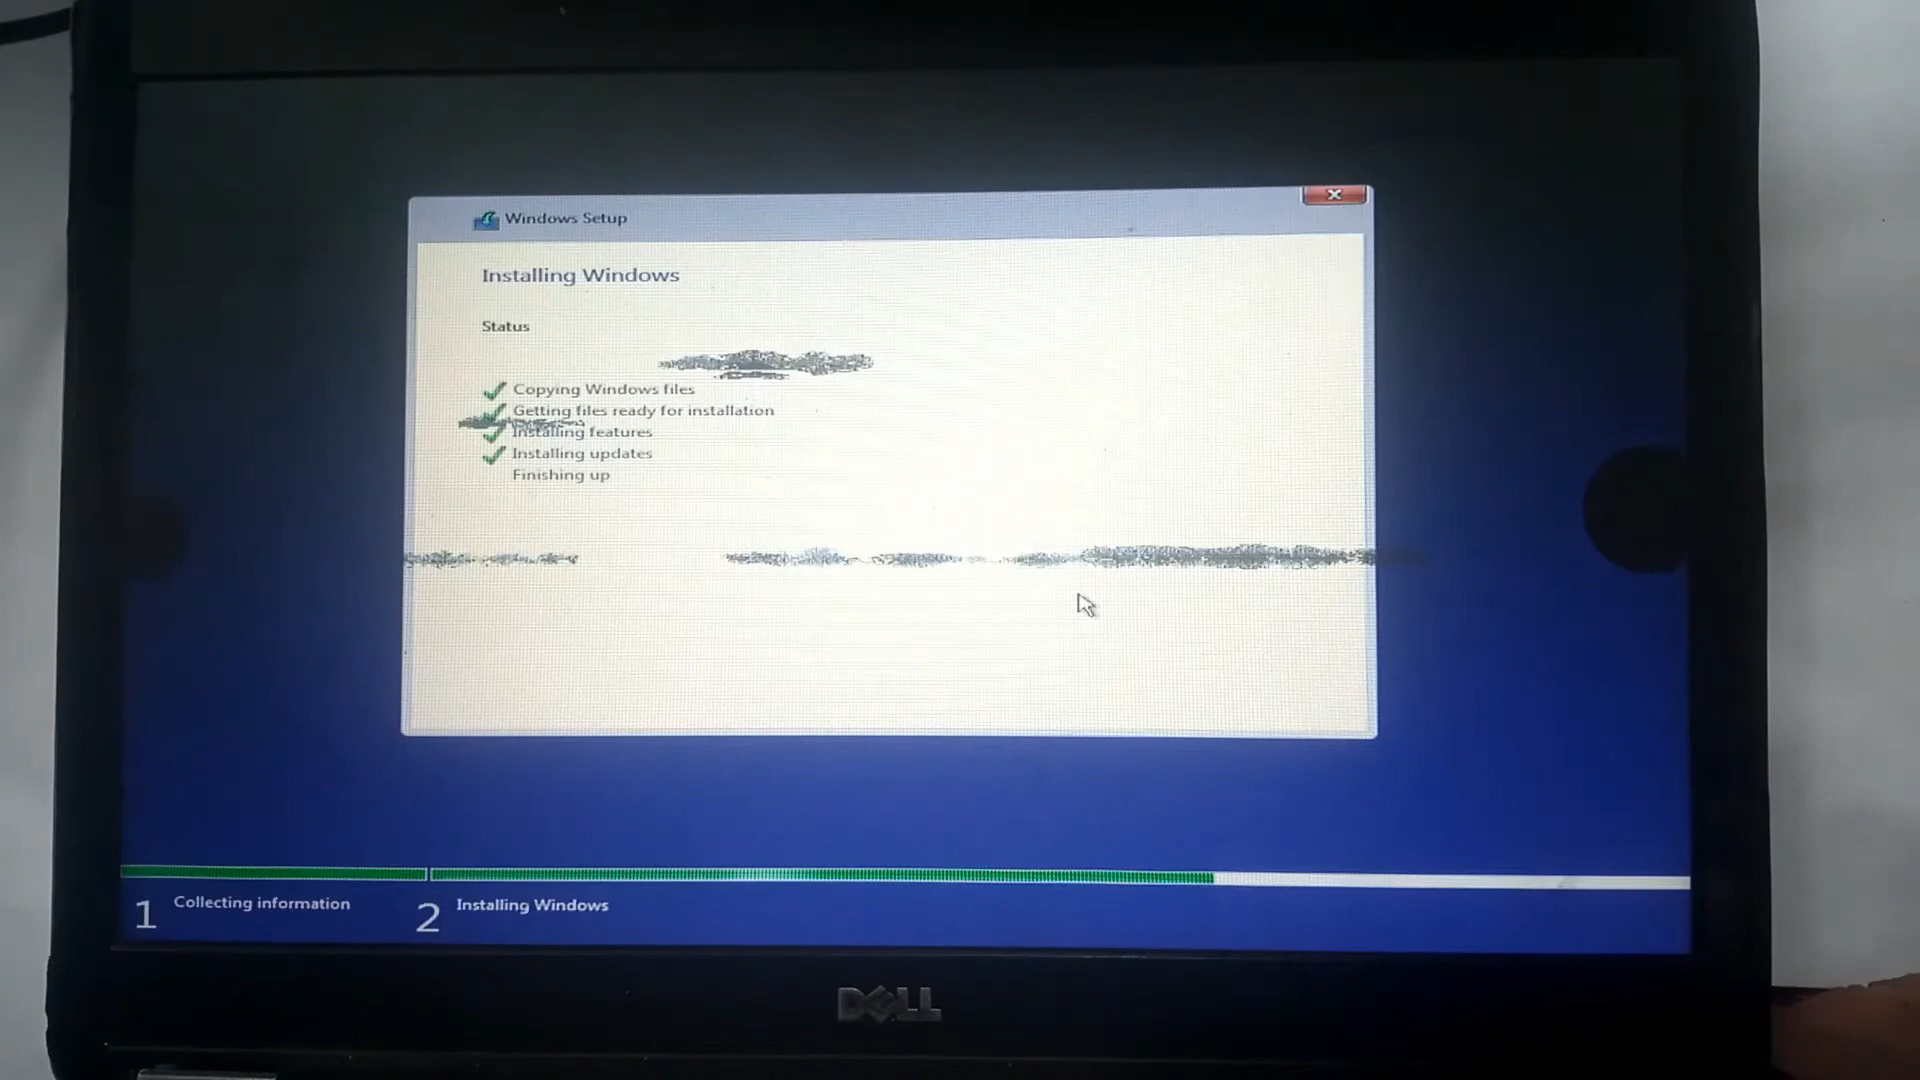 Windows Setup
Installing Windows
Status
Copying Windows files
Getting files ready for installation
Installing features
Installing updates
Finishing up
1 Collecting information
2 Installing Windows
DELL